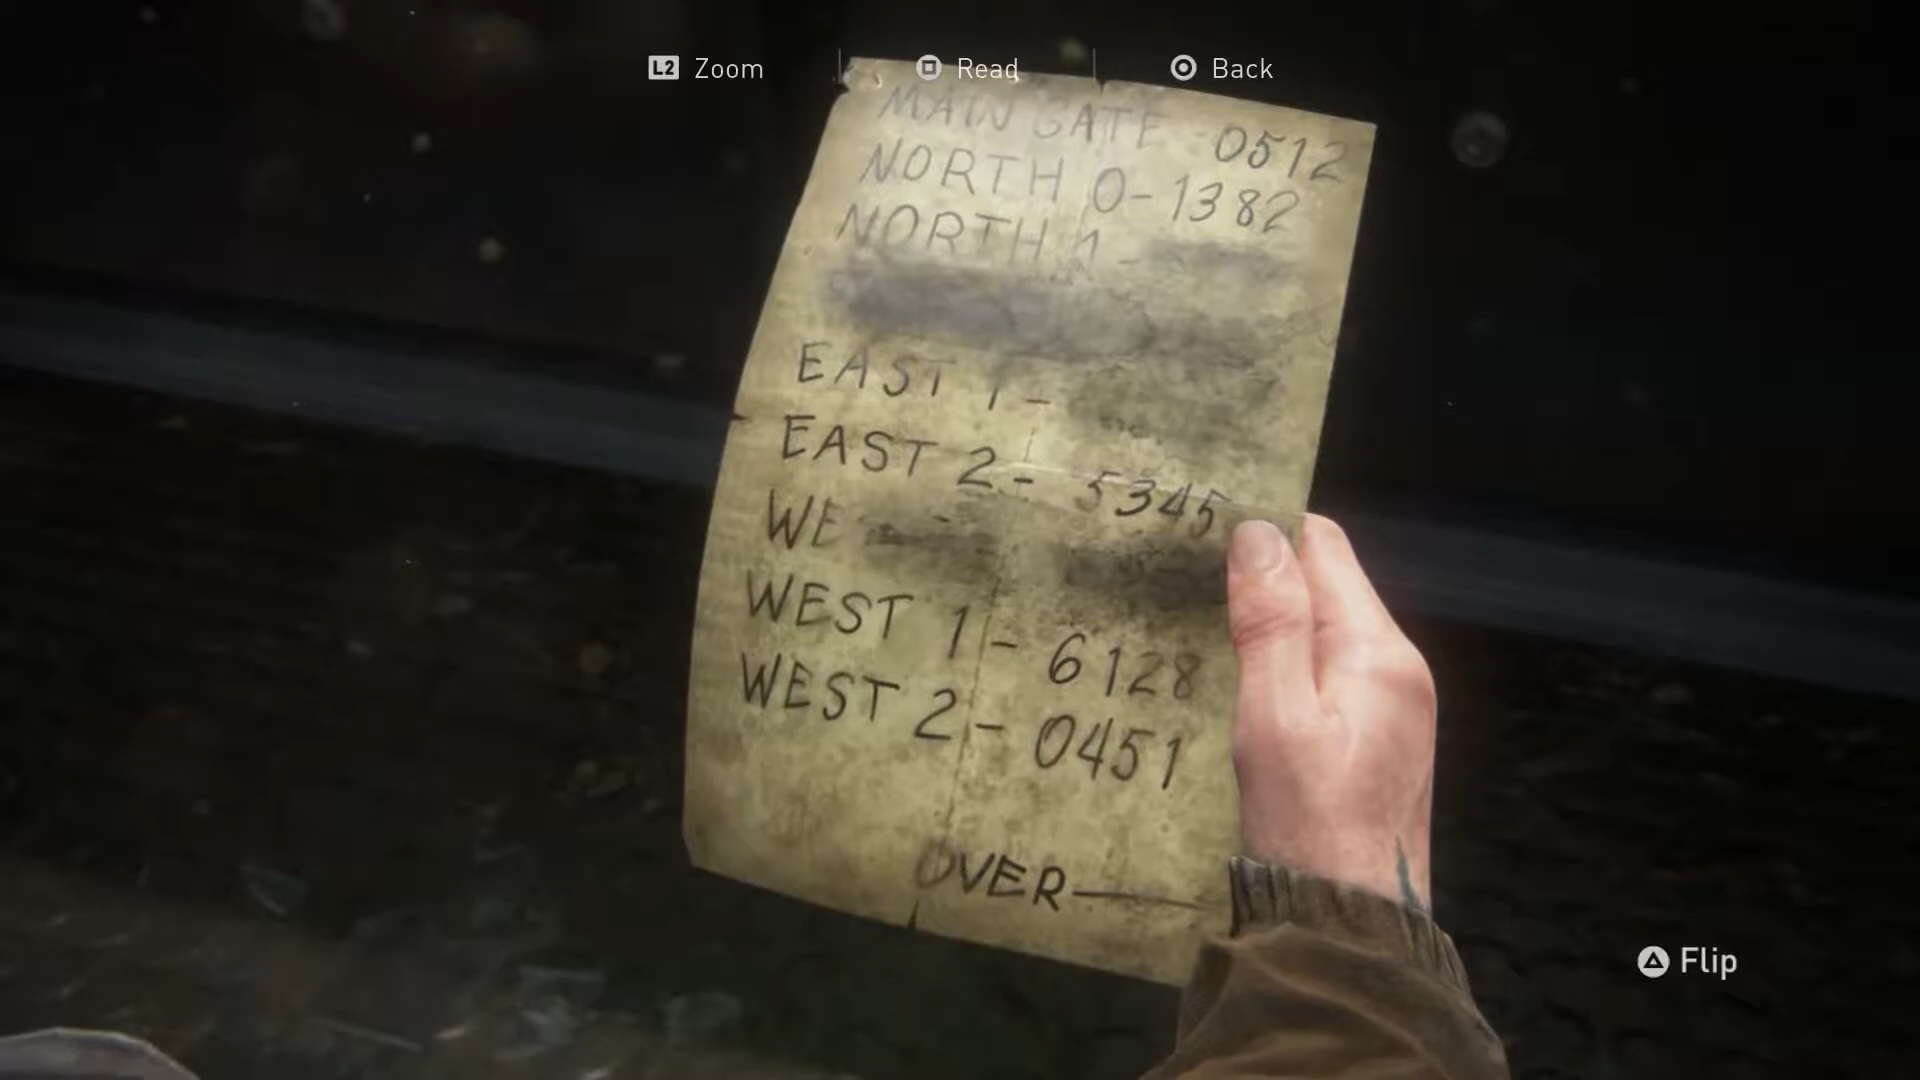 L2 Zoom Read Back
MAIN GATE 0512
NORTH 0-1382
NORTH 1 -
EAST 1 -
EAST 2 - 5345
WE
WEST 1 - 6128
WEST 2 - 0451
OVER
Flip